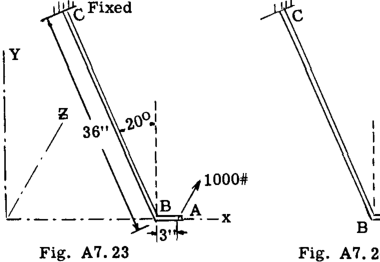 C Fixed
C
Y
Z
36"
20°
1000#
B
A
x
3"
B
Fig. A7.23
Fig. A7.2